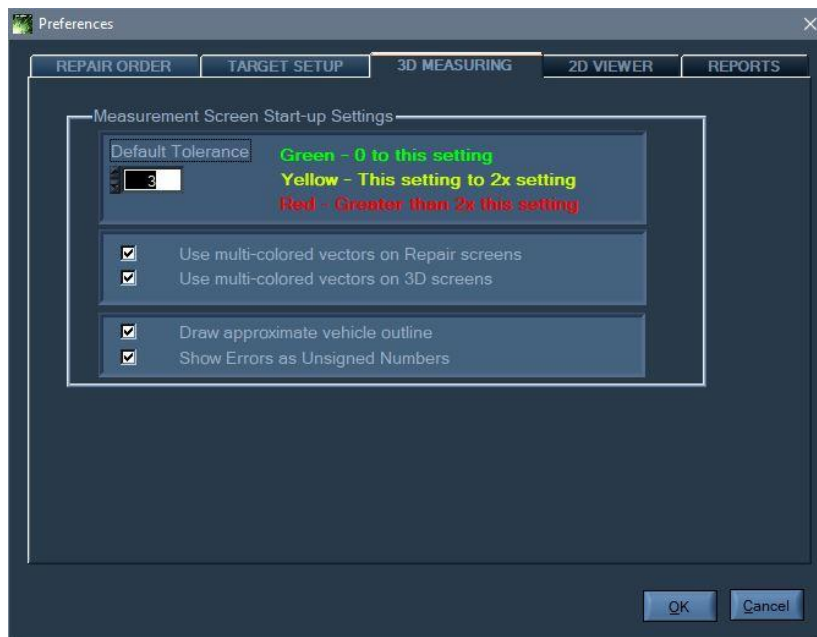 Preferences
REPAIR ORDER TARGET SETUP 3D MEASURING 2D VIEWER REPORTS
Measurement Screen Start-up Settings
Default Tolerance
3
Green - 0 to this setting
Yellow - This setting to 2x setting
Red - Greater than 2x this setting
Use multi-colored vectors on Repair screens
Use multi-colored vectors on 3D screens
Draw approximate vehicle outline
Show Errors as Unsigned Numbers
OK Cancel